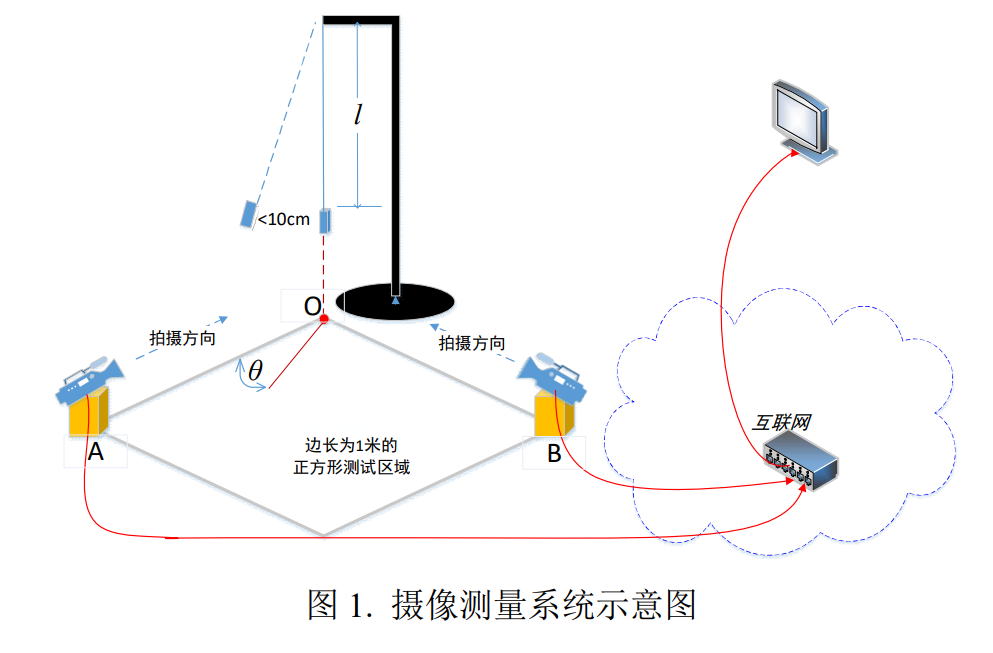 l
<10cm
O
拍摄方向
拍摄方向
θ
互联网
A
B
边长为1米的
正方形测试区域
图 1. 摄像测量系统示意图